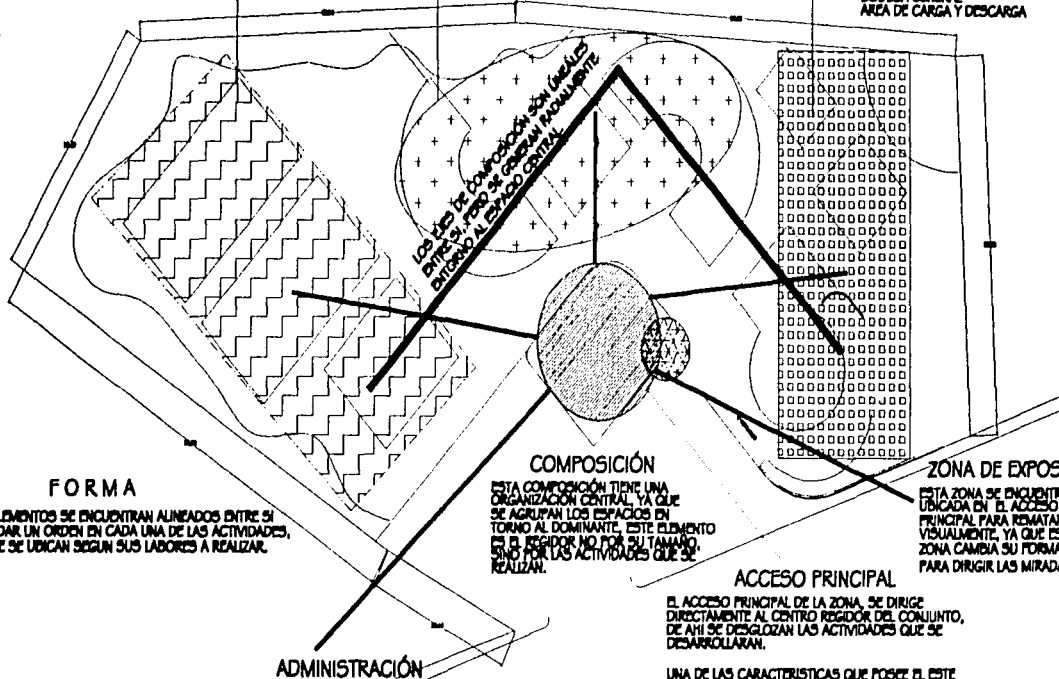 AREA DE CARGA Y DESCARGA
LOS EJES DE COMPOSICIÓN SON LINEALES
ENTRE SI, PERO SE GENERAN RADIALMENTE
ENTORNO AL ESPACIO CENTRAL
FORMA
LEMENTOS SE ENCUENTRAN ALINEADOS ENTRE SI
DAR UN ORDEN EN CADA UNA DE LAS ACTIVIDADES,
E SE UBICAN SEGUN SUS LABORES A REALIZAR.
COMPOSICIÓN
ESTA COMPOSICIÓN TIENE UNA
ORGANIZACIÓN CENTRAL, YA QUE
SE AGRUPAN LOS ESPACIOS EN
TORNO AL DOMINANTE, ESTE ELEMENTO
ES EL REGIDOR NO POR SU TAMAÑO,
SINO POR LAS ACTIVIDADES QUE SE
REALIZAN.
ZONA DE EXPOS
ESTA ZONA SE ENCUENTR
UBICADA EN EL ACCESO
PRINCIPAL PARA REMATAR
VISUALMENTE, YA QUE ES
ZONA CAMBIA SU FORMA
PARA DIRIGIR LAS MIRADA
ACCESO PRINCIPAL
EL ACCESO PRINCIPAL DE LA ZONA, SE DIRIGE
DIRECTAMENTE AL CENTRO REGIDOR DEL CONJUNTO,
DE AHI SE DESGLOZAN LAS ACTIVIDADES QUE SE
DESARROLLARAN.
UNA DE LAS CARACTERISTICAS QUE POSEE EL ESTE
ADMINISTRACIÓN